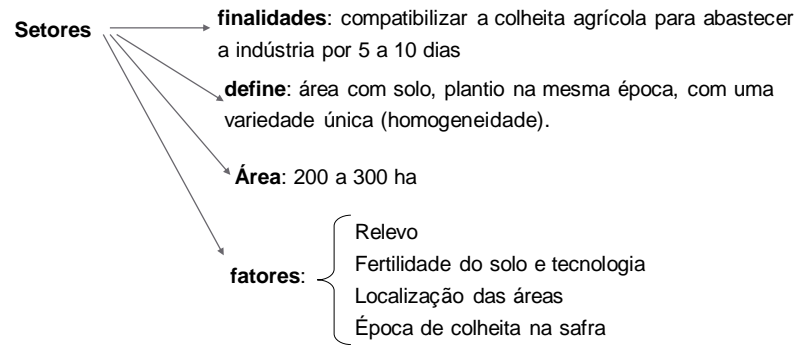 Setores
finalidades: compatibilizar a colheita agrícola para abastecer
a indústria por 5 a 10 dias
define: área com solo, plantio na mesma época, com uma
variedade única (homogeneidade).
Área: 200 a 300 ha
fatores:
Relevo
Fertilidade do solo e tecnologia
Localização das áreas
Época de colheita na safra